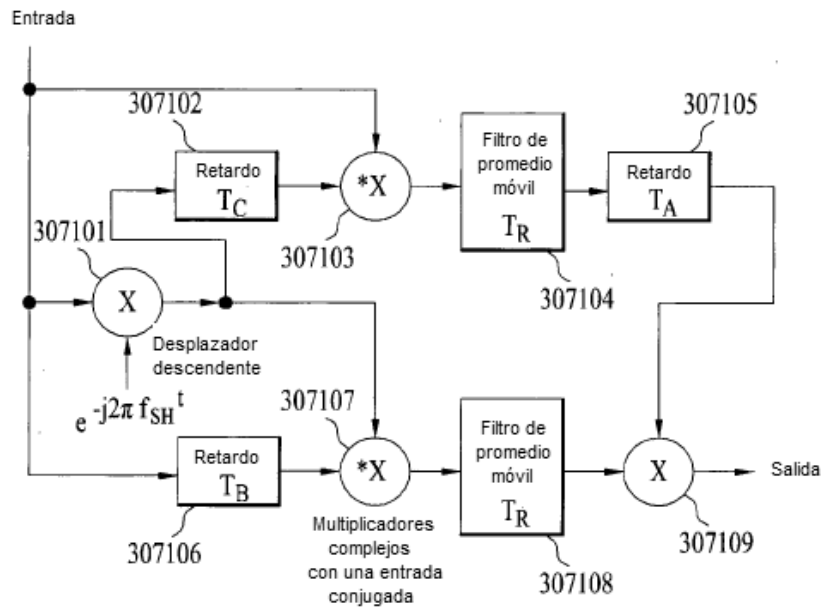 Entrada
307102
Retardo
T_C
*X
307103
Filtro de
promedio
móvil
T_R
307104
307105
Retardo
T_A
307101
X
Desplazador
descendente
e^-j2π f_SH t
Retardo
T_B
307106
307107
*X
Multiplicadores
complejos
con una entrada
conjugada
Filtro de
promedio
móvil
T_R
307108
X
307109
Salida